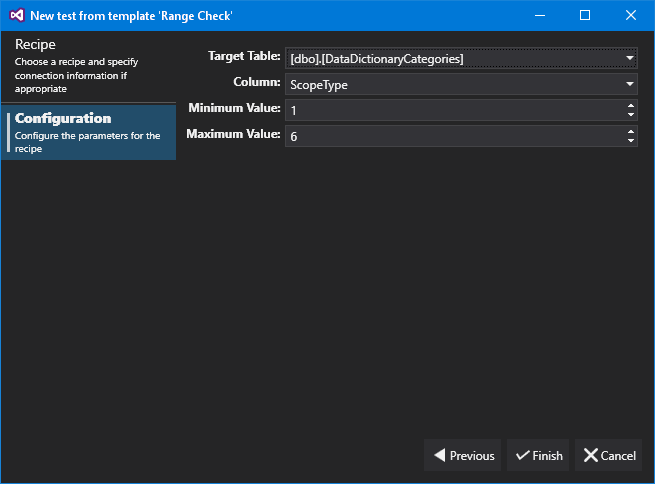 New test from template 'Range Check'
Recipe
Choose a recipe and specify
connection information if
appropriate
Configuration
Configure the parameters for the
recipe
Target Table: [dbo].[DataDictionaryCategories]
Column: ScopeType
Minimum Value: 1
Maximum Value: 6
Previous Finish Cancel